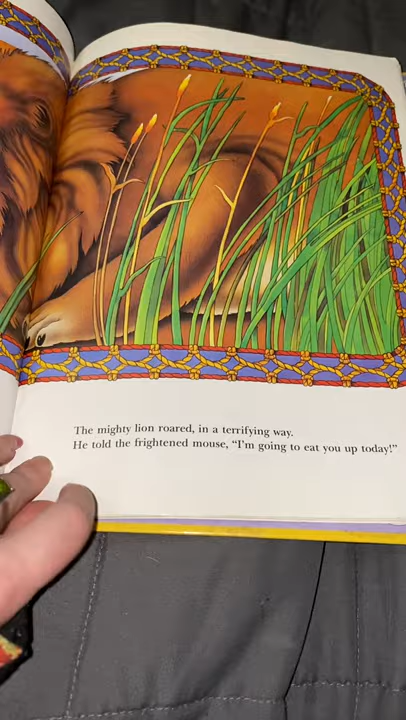 The mighty lion roared, in a terrifying way.
He told the frightened mouse, “I'm going to eat you up today!”